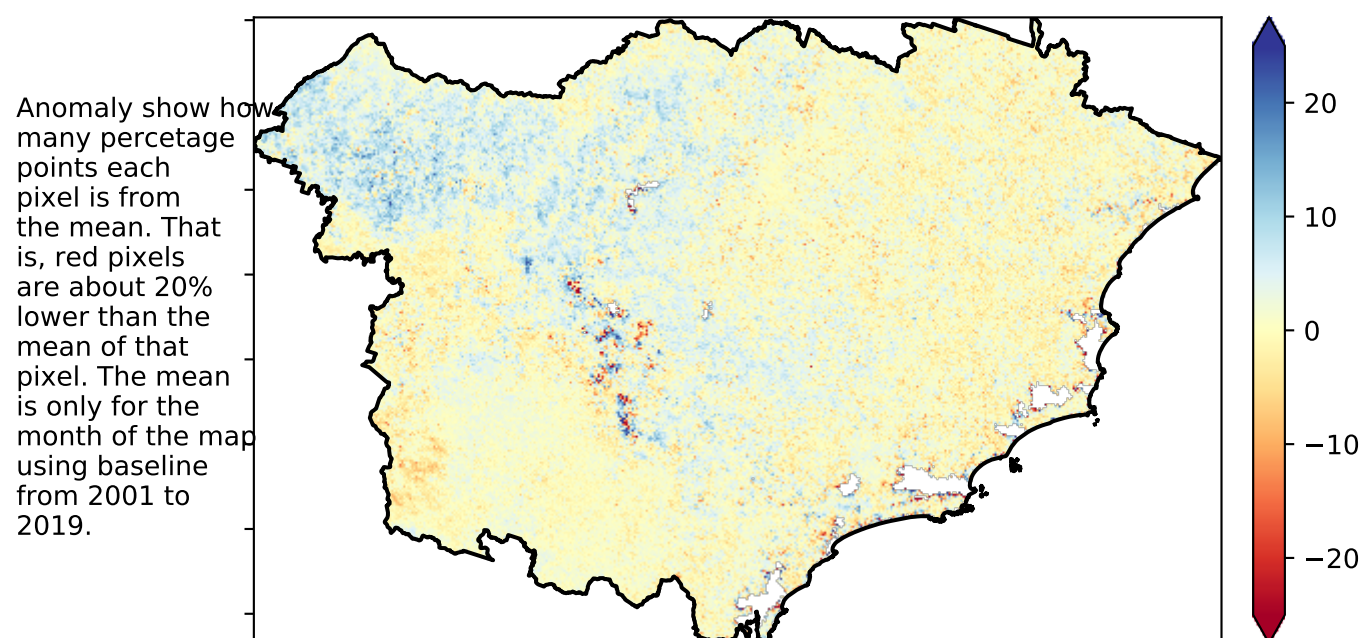 Anomaly show how
many percetage
points each
pixel is from
the mean. That
is, red pixels
are about 20%
lower than the
mean of that
pixel. The mean
is only for the
month of the map
using baseline
from 2001 to
2019.
20
10
0
−10
−20